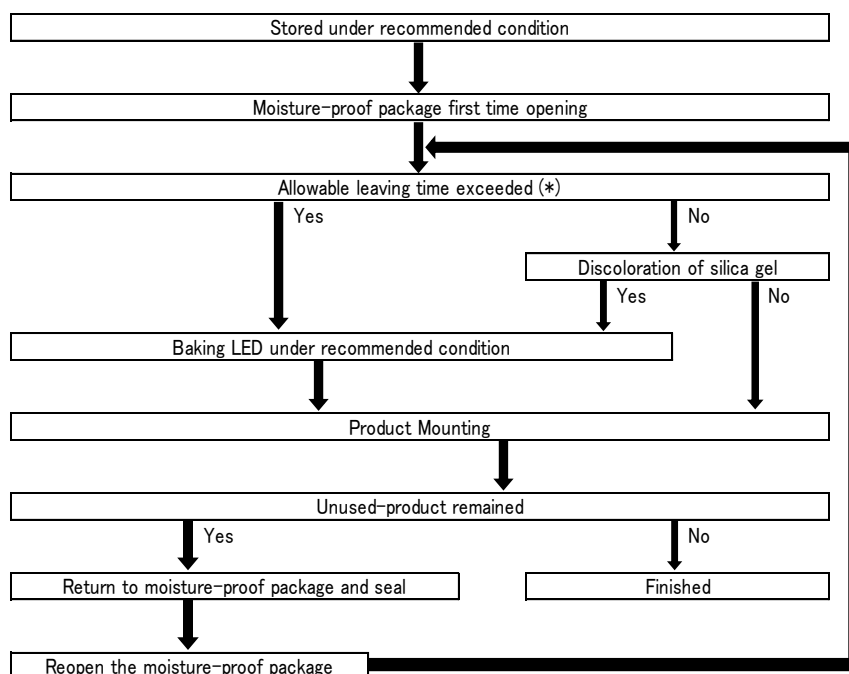 Stored under recommended condition
Moisture-proof package first time opening
Allowable leaving time exceeded (*)
Yes
No
Discoloration of silica gel
Yes
No
Baking LED under recommended condition
Product Mounting
Unused-product remained
Yes
No
Return to moisture-proof package and seal
Finished
Reopen the moisture-proof package